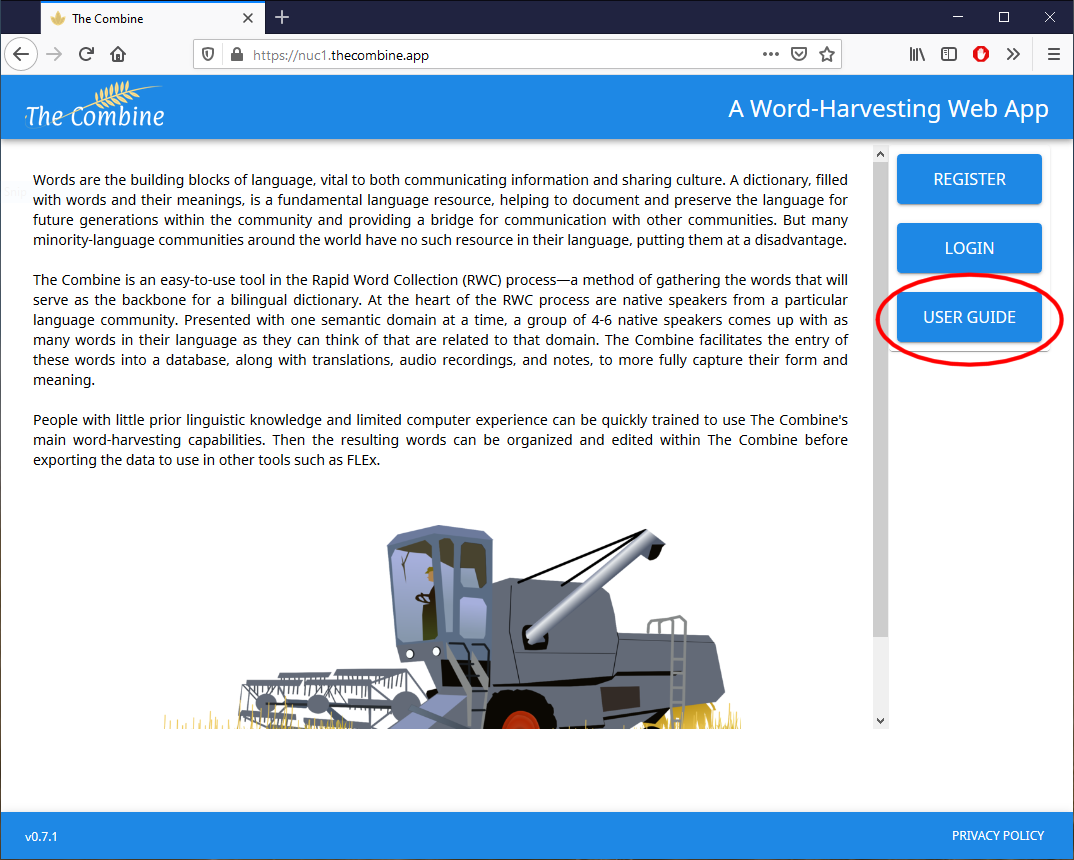 The Combine
https://nuc1.thecombine.app
The Combine
A Word-Harvesting Web App
Words are the building blocks of language, vital to both communicating information and sharing culture. A dictionary, filled
with words and their meanings, is a fundamental language resource, helping to document and preserve the language for
future generations within the community and providing a bridge for communication with other communities. But many
minority-language communities around the world have no such resource in their language, putting them at a disadvantage.
The Combine is an easy-to-use tool in the Rapid Word Collection (RWC) process—a method of gathering the words that will
serve as the backbone for a bilingual dictionary. At the heart of the RWC process are native speakers from a particular
language community. Presented with one semantic domain at a time, a group of 4-6 native speakers comes up with as
many words in their language as they can think of that are related to that domain. The Combine facilitates the entry of
these words into a database, along with translations, audio recordings, and notes, to more fully capture their form and
meaning.
People with little prior linguistic knowledge and limited computer experience can be quickly trained to use The Combine's
main word-harvesting capabilities. Then the resulting words can be organized and edited within The Combine before
exporting the data to use in other tools such as FLEx.
REGISTER
LOGIN
USER GUIDE
v0.7.1
PRIVACY POLICY